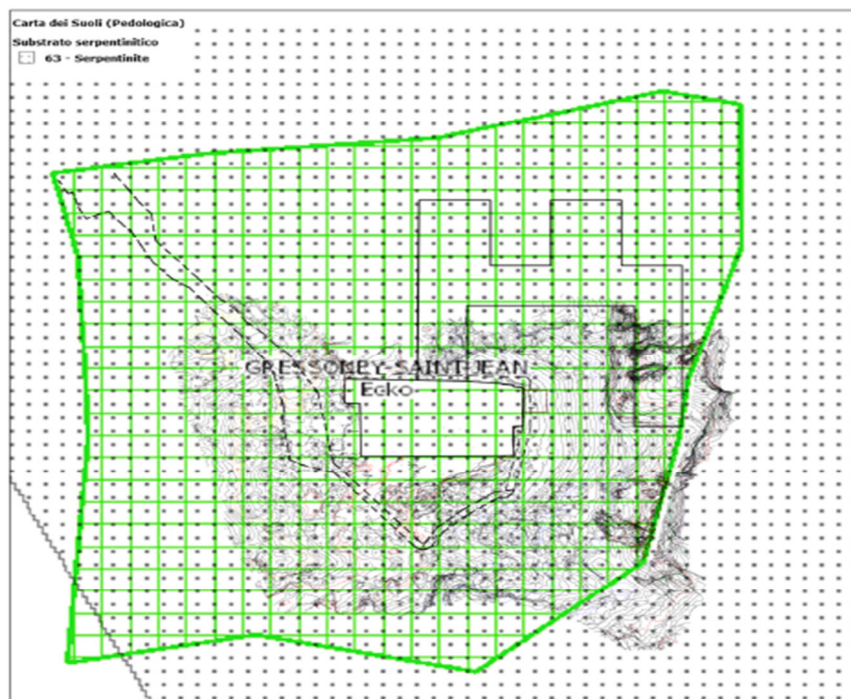 Carta dei Suoli (Pedologica)
Substrato serpentinitico
63 - Serpentinite
GRESSONEY-SAINT-JEAN
Ecko